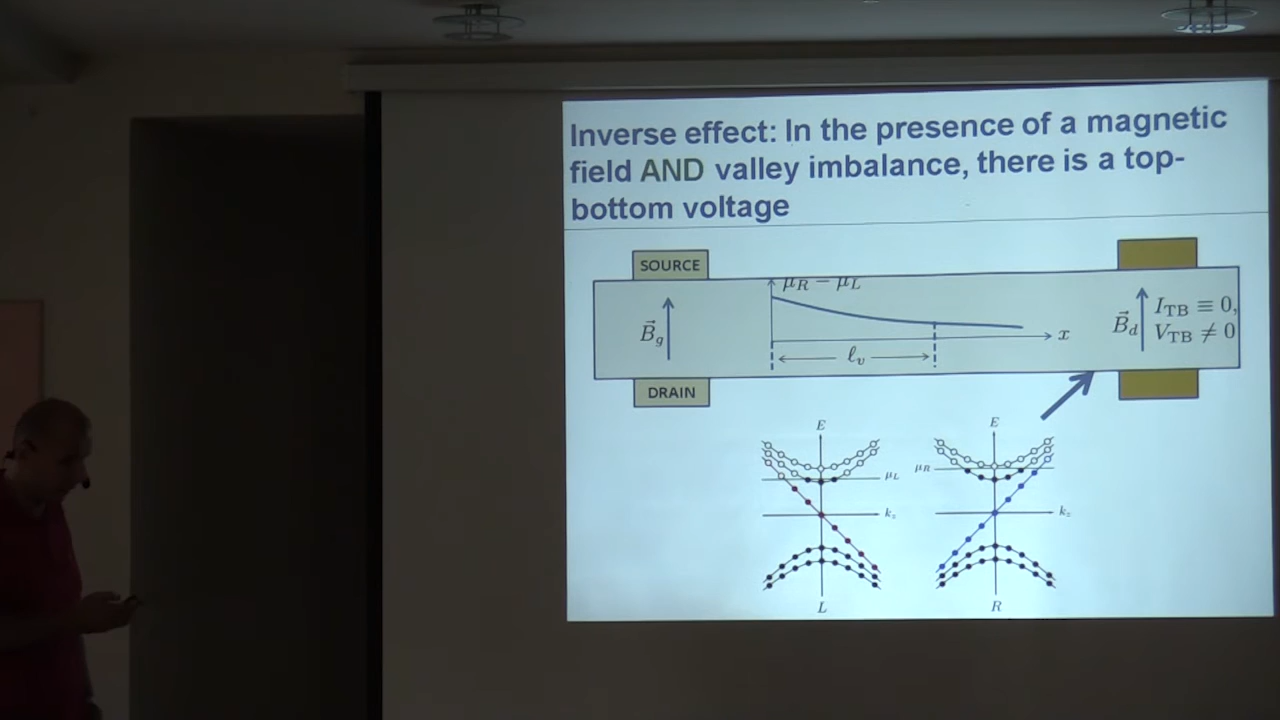 Inverse effect: In the presence of a magnetic
field AND valley imbalance, there is a top-
bottom voltage
SOURCE
μR − μL
B⃗g
ℓv
x
B⃗d
ITB ≡ 0,
VTB ≠ 0
DRAIN
E
E
μL
μR
kz
kz
L
R